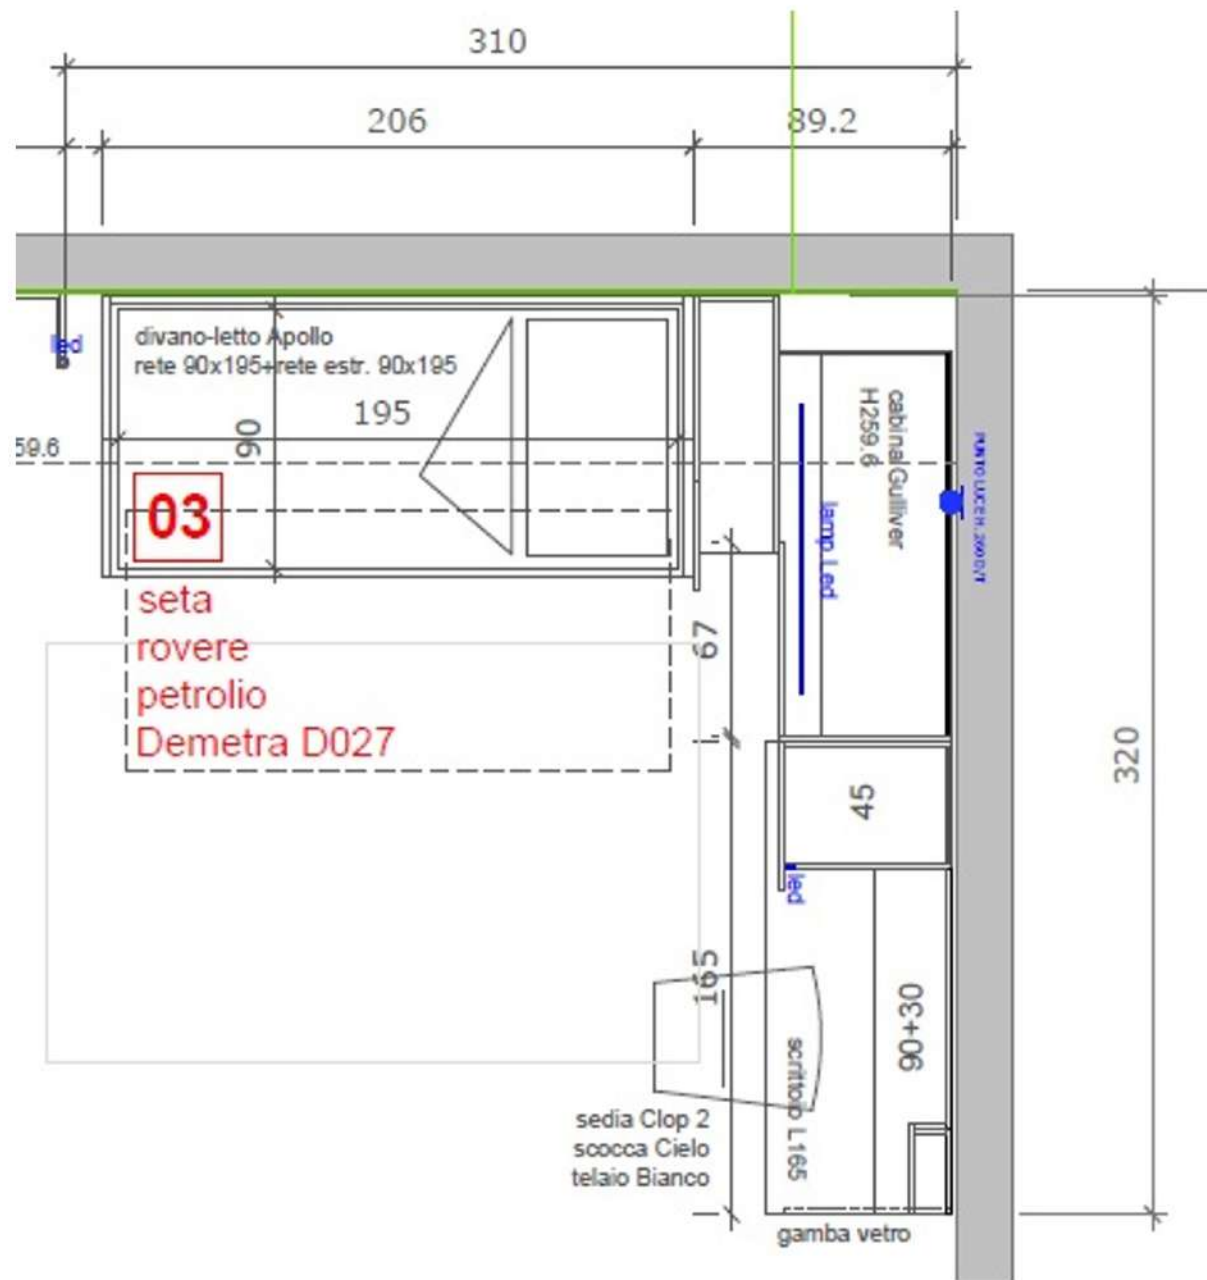 310
206
89.2
divano-letto Apollo
rete 90x195+rete estr. 90x195
195
90
led
59.6
03
seta
rovere
petrolio
Demetra D027
cabina Gulliver
H259.6
lamp. Led
67
45
320
led
165
90+30
scrittoio L165
sedia Clop 2
scocca Cielo
telaio Bianco
gamba vetro
PUNTO LUCE H.